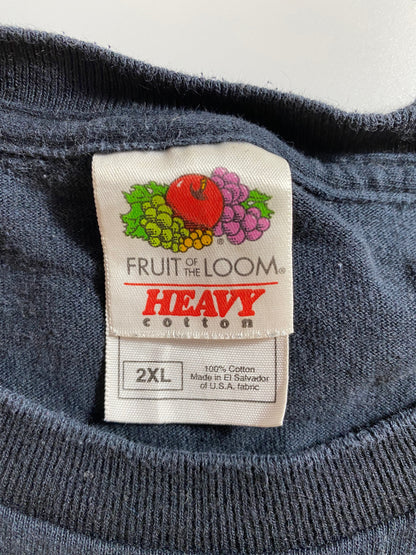 FRUIT OF THE LOOM®
HEAVY
cotton
2XL
100% Cotton
Made in El Salvador
of U.S.A. fabric